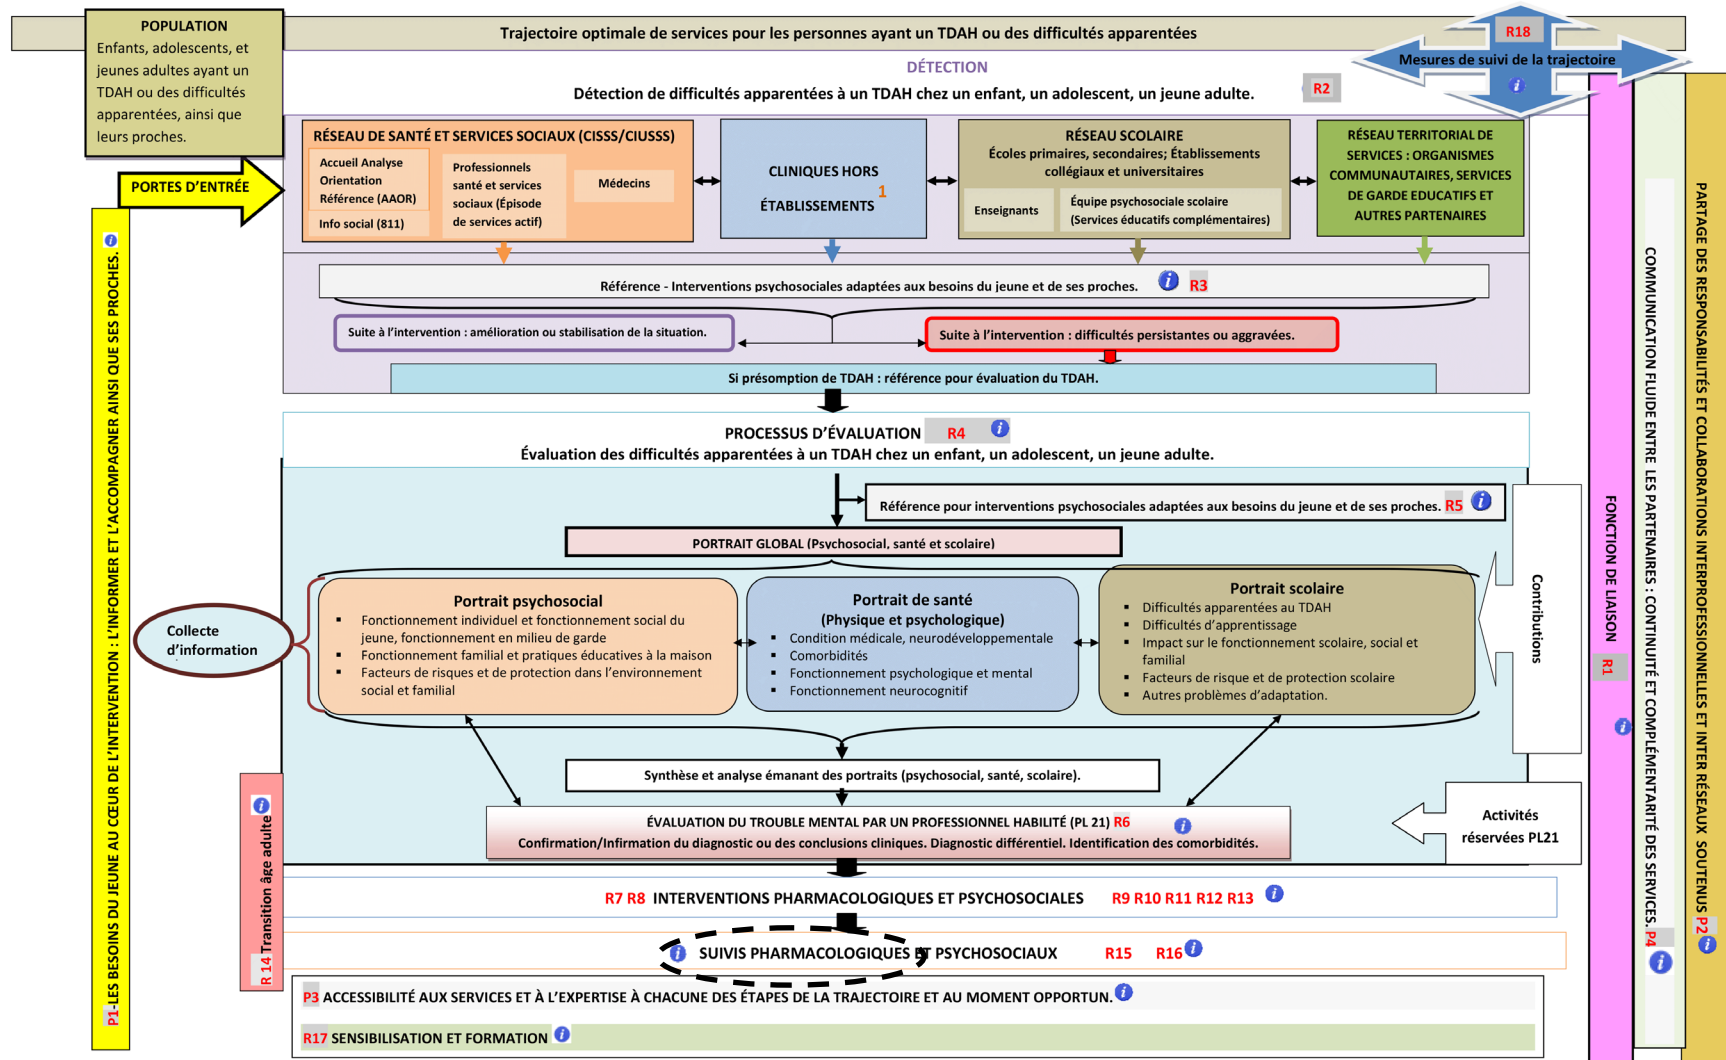 POPULATION
Enfants, adolescents, et
jeunes adultes ayant un
TDAH ou des difficultés
apparentées, ainsi que
leurs proches.
Trajectoire optimale de services pour les personnes ayant un TDAH ou des difficultés apparentées
R18
Mesures de suivi de la trajectoire
DÉTECTION
Détection de difficultés apparentées à un TDAH chez un enfant, un adolescent, un jeune adulte.
R2
PORTES D'ENTRÉE
RÉSEAU DE SANTÉ ET SERVICES SOCIAUX (CISSS/CIUSSS)
Accueil Analyse
Orientation
Référence (AAOR)
Info social (811)
Professionnels
santé et services
sociaux (Épisode
de services actif)
Médecins
CLINIQUES HORS
ÉTABLISSEMENTS 1
RÉSEAU SCOLAIRE
Écoles primaires, secondaires; Établissements
collégiaux et universitaires
Enseignants
Équipe psychosociale scolaire
(Services éducatifs complémentaires)
RÉSEAU TERRITORIAL DE
SERVICES : ORGANISMES
COMMUNAUTAIRES, SERVICES
DE GARDE EDUCATIFS ET
AUTRES PARTENAIRES
Référence - Interventions psychosociales adaptées aux besoins du jeune et de ses proches.
R3
Suite à l'intervention : amélioration ou stabilisation de la situation.
Suite à l'intervention : difficultés persistantes ou aggravées.
Si présomption de TDAH : référence pour évaluation du TDAH.
PROCESSUS D'ÉVALUATION R4
Évaluation des difficultés apparentées à un TDAH chez un enfant, un adolescent, un jeune adulte.
Référence pour interventions psychosociales adaptées aux besoins du jeune et de ses proches. R5
PORTRAIT GLOBAL (Psychosocial, santé et scolaire)
Collecte
d'information
Portrait psychosocial
▪ Fonctionnement individuel et fonctionnement social du
jeune, fonctionnement en milieu de garde
▪ Fonctionnement familial et pratiques éducatives à la maison
▪ Facteurs de risques et de protection dans l'environnement
social et familial
Portrait de santé
(Physique et psychologique)
▪ Condition médicale, neurodéveloppementale
▪ Comorbidités
▪ Fonctionnement psychologique et mental
▪ Fonctionnement neurocognitif
Portrait scolaire
▪ Difficultés apparentées au TDAH
▪ Difficultés d'apprentissage
▪ Impact sur le fonctionnement scolaire, social et
familial
▪ Facteurs de risque et de protection scolaire
▪ Autres problèmes d'adaptation.
Contributions
Synthèse et analyse émanant des portraits (psychosocial, santé, scolaire).
ÉVALUATION DU TROUBLE MENTAL PAR UN PROFESSIONNEL HABILITÉ (PL 21) R6
Confirmation/Infirmation du diagnostic ou des conclusions cliniques. Diagnostic différentiel. Identification des comorbidités.
Activités
réservées PL21
R7 R8 INTERVENTIONS PHARMACOLOGIQUES ET PSYCHOSOCIALES R9 R10 R11 R12 R13
SUIVIS PHARMACOLOGIQUES ET PSYCHOSOCIAUX R15 R16
P3 ACCESSIBILITÉ AUX SERVICES ET À L'EXPERTISE À CHACUNE DES ÉTAPES DE LA TRAJECTOIRE ET AU MOMENT OPPORTUN.
R17 SENSIBILISATION ET FORMATION
P1-LES BESOINS DU JEUNE AU CŒUR DE L'INTERVENTION : L'INFORMER ET L'ACCOMPAGNER AINSI QUE SES PROCHES.
R 14 Transition âge adulte
FONCTION DE LIAISON R1
COMMUNICATION FLUIDE ENTRE LES PARTENAIRES : CONTINUITÉ ET COMPLÉMENTARITÉ DES SERVICES. P4
PARTAGE DES RESPONSABILITÉS ET COLLABORATIONS INTERPROFESSIONNELLES ET INTER RÉSEAUX SOUTENUS P2